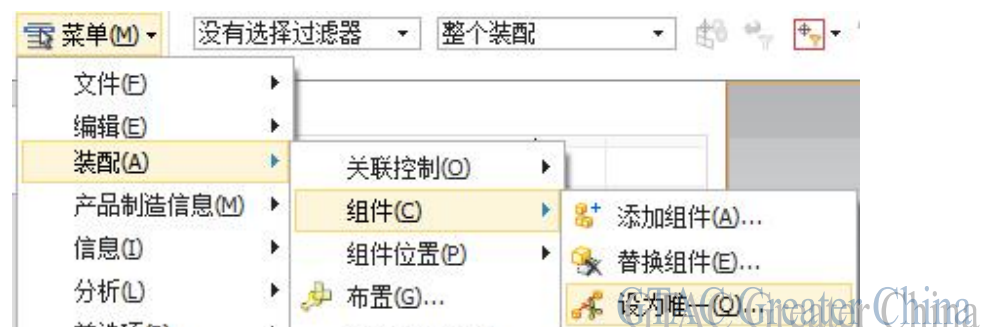 菜单(M)
没有选择过滤器
整个装配
文件(F)
编辑(E)
装配(A)
关联控制(O)
产品制造信息(M)
组件(C)
添加组件(A)...
信息(I)
组件位置(P)
替换组件(E)...
分析(L)
布置(G)...
设为唯一(Q)...
GTAC Greater China